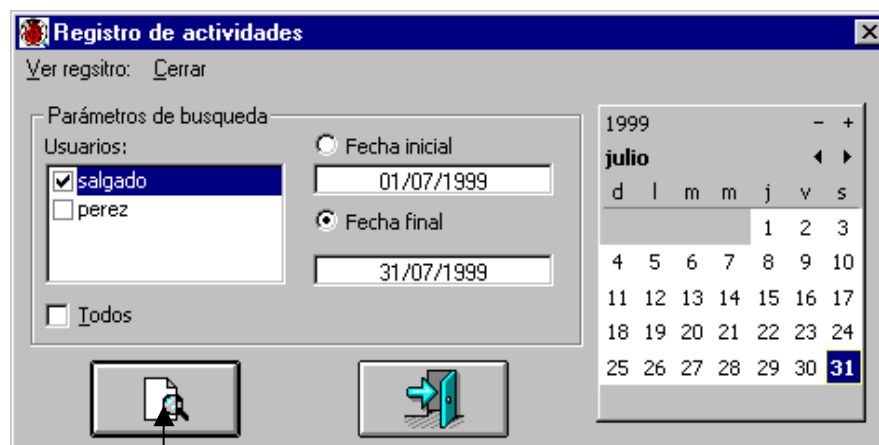 Registro de actividades
Ver regsitro: Cerrar
Parámetros de busqueda
Usuarios:
salgado
perez
Todos
Fecha inicial
01/07/1999
Fecha final
31/07/1999
1999 - +
julio
d l m m j v s
1 2 3
4 5 6 7 8 9 10
11 12 13 14 15 16 17
18 19 20 21 22 23 24
25 26 27 28 29 30 31